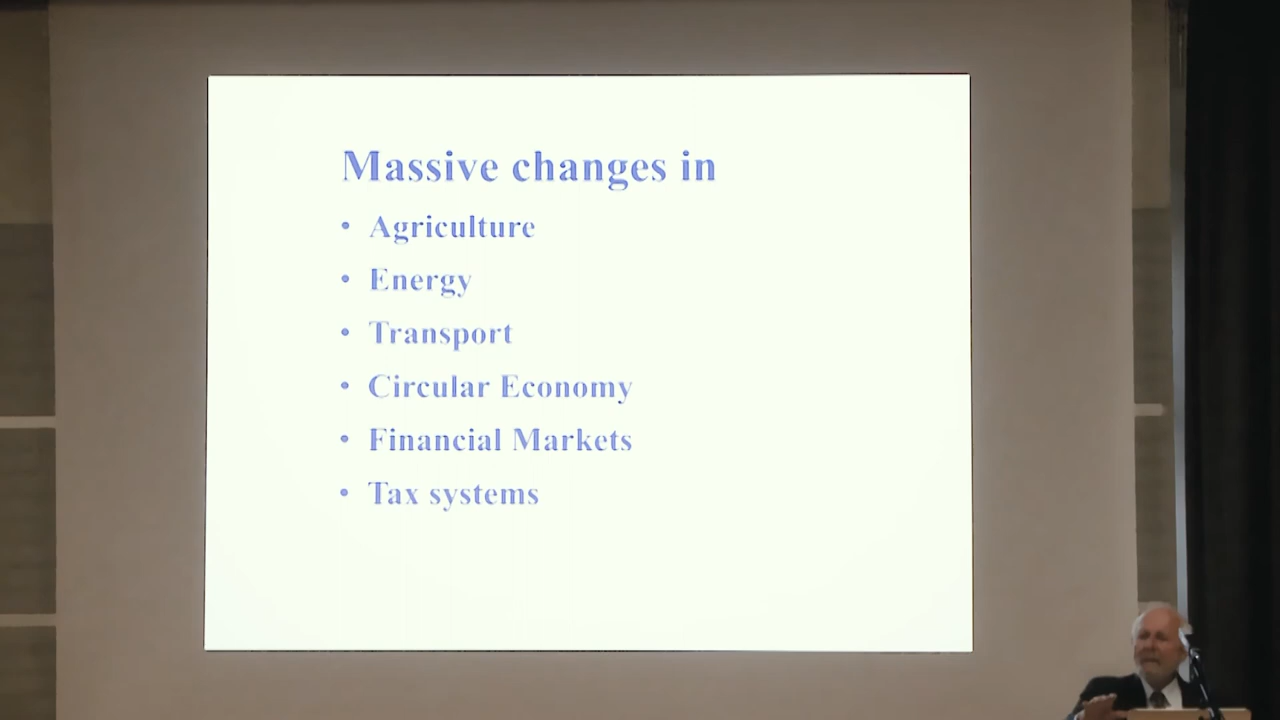 Massive changes in
• Agriculture
• Energy
• Transport
• Circular Economy
• Financial Markets
• Tax systems